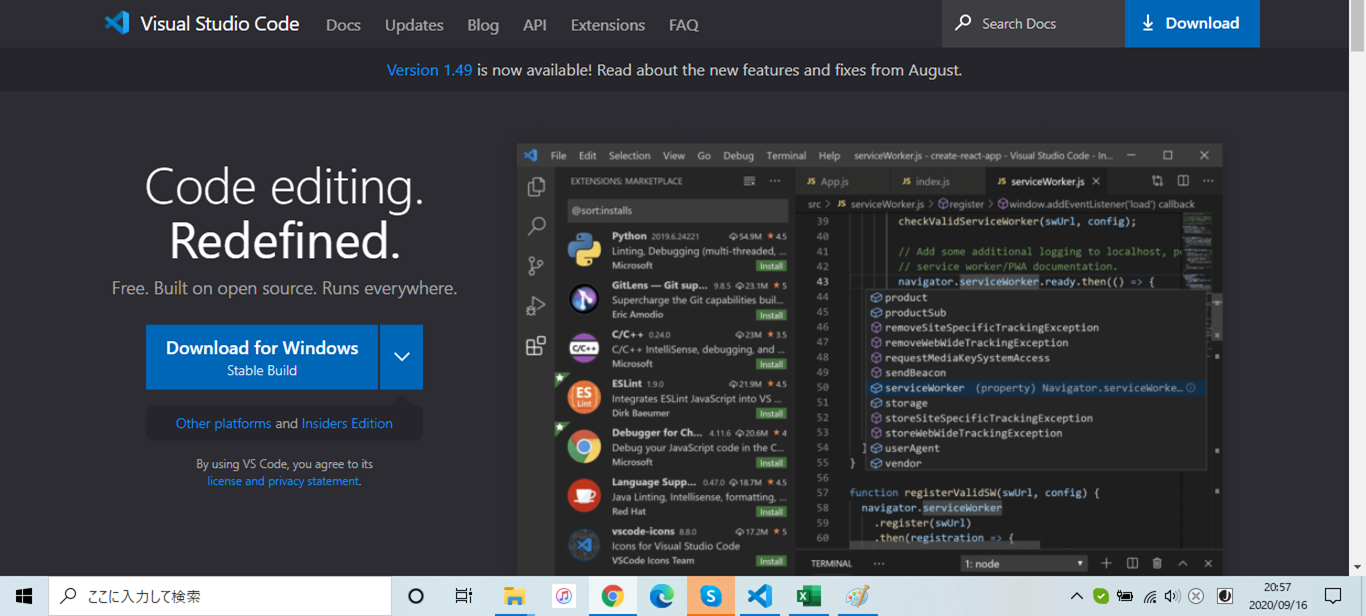 Visual Studio Code Docs Updates Blog API Extensions FAQ Search Docs Download
Version 1.49 is now available! Read about the new features and fixes from August.
Code editing.
Redefined.
Free. Built on open source. Runs everywhere.
Download for Windows
Stable Build
Other platforms and Insiders Edition
By using VS Code, you agree to its
license and privacy statement.
File Edit Selection View Go Debug Terminal Help serviceWorker.js - create-react-app - Visual Studio Code - In...
EXTENSIONS: MARKETPLACE ...
@sort:installs
Python 2019.6.24221 54.9M ★ 4.5
Linting, Debugging (multi-threaded, ...
Microsoft Install
GitLens — Git sup... 9.8.5 23.1M ★ 5
Supercharge the Git capabilities buil...
Eric Amodio Install
C/C++ 0.24.0 23M ★ 3.5
C/C++ IntelliSense, debugging, and ...
Microsoft Install
C/C++
ESLint 1.9.0 21.9M ★ 4.5
Integrates ESLint JavaScript into VS ...
Dirk Baeumer Install
ES
Lint
Debugger for Ch... 4.11.6 20.6M ★ 4
Debug your JavaScript code in the C...
Microsoft Install
Language Supp... 0.47.0 18.7M ★ 4.5
Java Linting, Intellisense, formatting, ...
Red Hat Install
vscode-icons 8.8.0 17.2M ★ 5
Icons for Visual Studio Code
VSCode Icons Team Install
JS App.js JS index.js JS serviceWorker.js ...
src > JS serviceWorker.js > register > window.addEventListener('load') callback
39 checkValidServiceWorker(swUrl, config);
40
41 // Add some additional logging to localhost, p
42 // service worker/PWA documentation.
43 navigator.serviceWorker.ready.then(() => {
44 product
45 productSub
46 removeSiteSpecificTrackingException
47 removeWebWideTrackingException
48 requestMediaKeySystemAccess
49 sendBeacon
50 serviceWorker (property) Navigator.serviceWorke...
51 storage
52 storeSiteSpecificTrackingException
53 storeWebWideTrackingException
54 } userAgent
55 } vendor
56
57 function registerValidSW(swUrl, config) {
58 navigator.serviceWorker
59 .register(swUrl)
60 .then(registration => {
TERMINAL ... 1: node
ここに入力して検索
20:57
2020/09/16